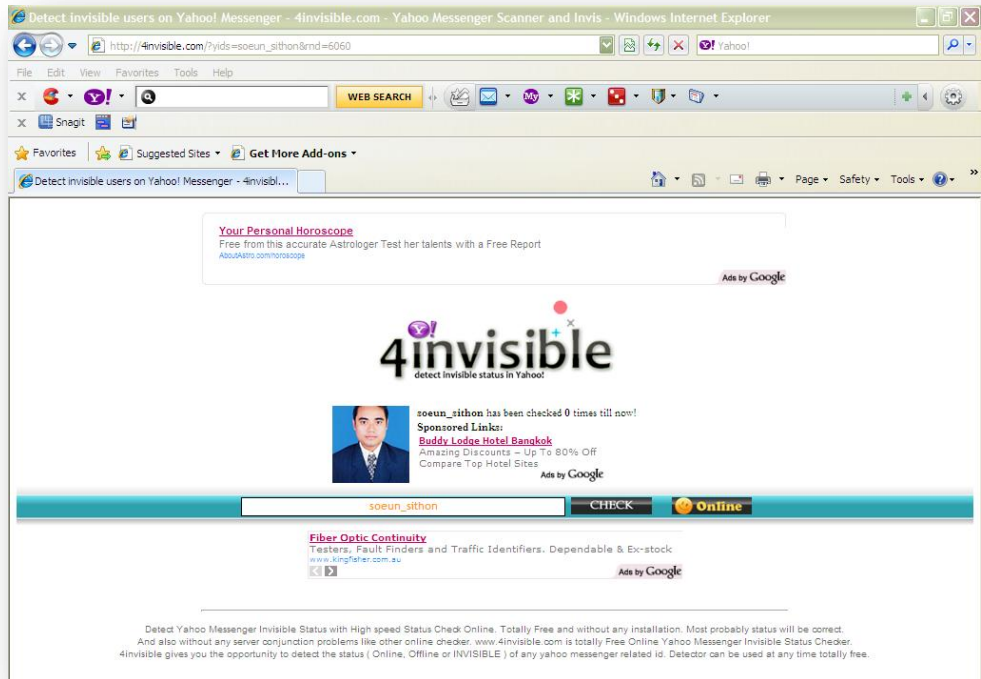 Detect invisible users on Yahoo! Messenger - 4invisible.com - Yahoo Messenger Scanner and Invis - Windows Internet Explorer
http://4invisible.com/?yids=soeun_sithon&rnd=6060
Yahoo!
File Edit View Favorites Tools Help
x Y! WEB SEARCH My
x Snagit
Favorites Suggested Sites Get More Add-ons
Detect invisible users on Yahoo! Messenger - 4invisibl... Page Safety Tools »
Your Personal Horoscope
Free from this accurate Astrologer Test her talents with a Free Report
AboutAstro.com/horoscope
Ads by Google
Y!
4invisible
detect invisible status in Yahoo!
soeun_sithon has been checked 0 times till now!
Sponsored Links:
Buddy Lodge Hotel Bangkok
Amazing Discounts – Up To 80% Off
Compare Top Hotel Sites
Ads by Google
soeun_sithon CHECK Online
Fiber Optic Continuity
Testers, Fault Finders and Traffic Identifiers. Dependable & Ex-stock
www.kingfisher.com.au
Ads by Google
Detect Yahoo Messenger Invisible Status with High speed Status Check Online. Totally Free and without any installation. Most probably status will be correct.
And also without any server conjunction problems like other online checker. www.4invisible.com is totally Free Online Yahoo Messenger Invisible Status Checker.
4invisible gives you the opportunity to detect the status ( Online, Offline or INVISIBLE ) of any yahoo messenger related id. Detector can be used at any time totally free.